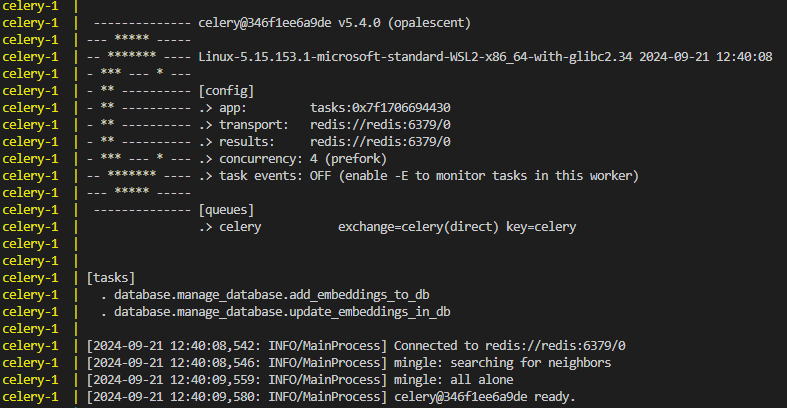 celery-1  |
celery-1  |  -------------- celery@346f1ee6a9de v5.4.0 (opalescent)
celery-1  | --- ***** -----
celery-1  | -- ******* ---- Linux-5.15.153.1-microsoft-standard-WSL2-x86_64-with-glibc2.34 2024-09-21 12:40:08
celery-1  | - *** --- * ---
celery-1  | - ** ---------- [config]
celery-1  | - ** ---------- .> app:         tasks:0x7f1706694430
celery-1  | - ** ---------- .> transport:   redis://redis:6379/0
celery-1  | - ** ---------- .> results:     redis://redis:6379/0
celery-1  | - *** --- * --- .> concurrency: 4 (prefork)
celery-1  | -- ******* ---- .> task events: OFF (enable -E to monitor tasks in this worker)
celery-1  | --- ***** -----
celery-1  |  -------------- [queues]
celery-1  |                 .> celery           exchange=celery(direct) key=celery
celery-1  |
celery-1  |
celery-1  | [tasks]
celery-1  |   . database.manage_database.add_embeddings_to_db
celery-1  |   . database.manage_database.update_embeddings_in_db
celery-1  |
celery-1  | [2024-09-21 12:40:08,542: INFO/MainProcess] Connected to redis://redis:6379/0
celery-1  | [2024-09-21 12:40:08,546: INFO/MainProcess] mingle: searching for neighbors
celery-1  | [2024-09-21 12:40:09,559: INFO/MainProcess] mingle: all alone
celery-1  | [2024-09-21 12:40:09,580: INFO/MainProcess] celery@346f1ee6a9de ready.